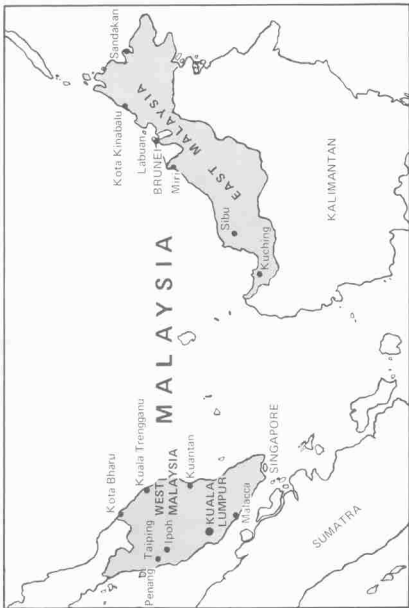 MALAYSIA
Kota Bharu
Kuala Trengganu
Penang
Taiping
Ipoh
WEST
MALAYSIA
Kuantan
KUALA
LUMPUR
Malacca
SINGAPORE
SUMATRA
Sandakan
Kota Kinabalu
Labuan
BRUNEI
Miri
EAST MALAYSIA
Sibu
Kuching
KALIMANTAN